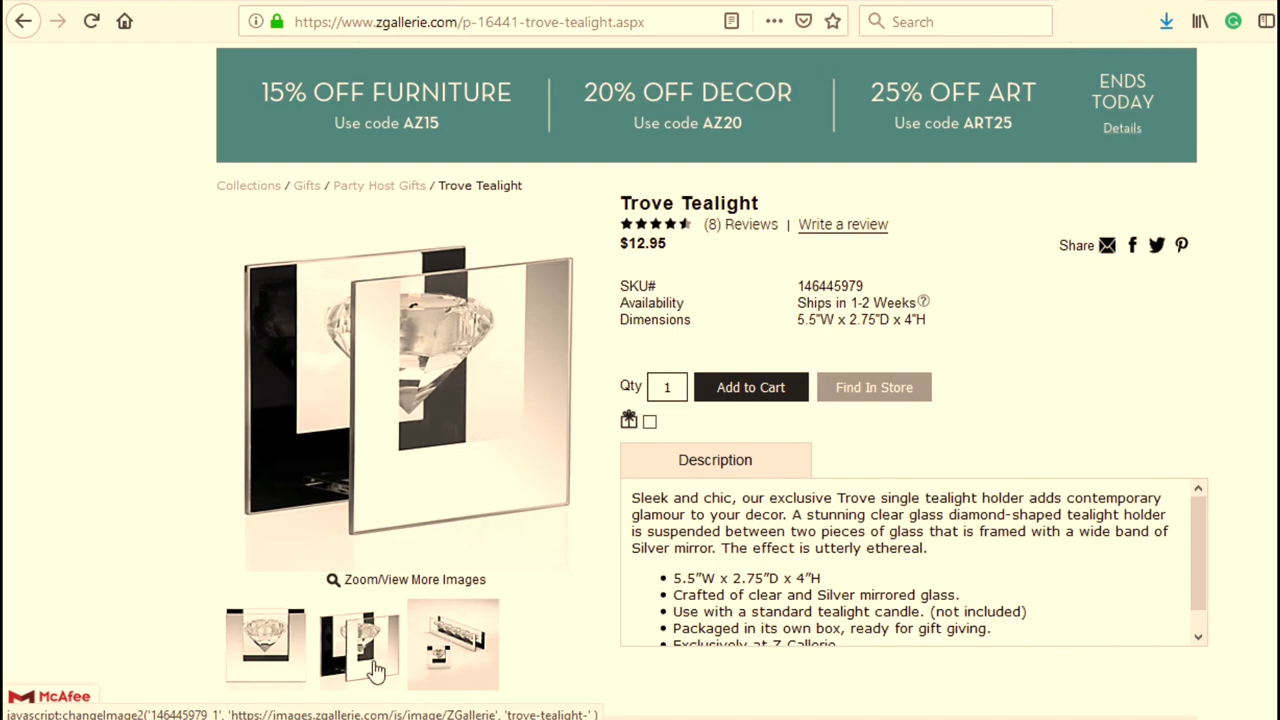 https://www.zgallerie.com/p-16441-trove-tealight.aspx
Search
15% OFF FURNITURE
Use code AZ15
20% OFF DECOR
Use code AZ20
25% OFF ART
Use code ART25
ENDS
TODAY
Details
Collections / Gifts / Party Host Gifts / Trove Tealight
Trove Tealight
(8) Reviews | Write a review
$12.95
Share
SKU# 146445979
Availability Ships in 1-2 Weeks?
Dimensions 5.5"W x 2.75"D x 4"H
Qty 1 Add to Cart Find In Store
Description
Sleek and chic, our exclusive Trove single tealight holder adds contemporary
glamour to your decor. A stunning clear glass diamond-shaped tealight holder
is suspended between two pieces of glass that is framed with a wide band of
Silver mirror. The effect is utterly ethereal.
• 5.5”W x 2.75”D x 4”H
• Crafted of clear and Silver mirrored glass.
• Use with a standard tealight candle. (not included)
• Packaged in its own box, ready for gift giving.
• Exclusively at Z Gallerie
Zoom/View More Images
McAfee
javascript:changeImage2('146445979_1', 'https://images.zgallerie.com/is/image/ZGallerie', 'trove-tealight-' )